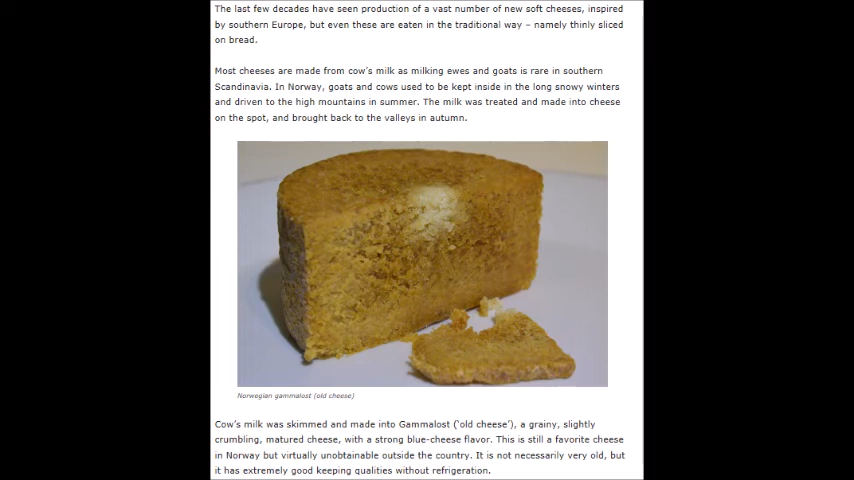 The last few decades have seen production of a vast number of new soft cheeses, inspired
by southern Europe, but even these are eaten in the traditional way – namely thinly sliced
on bread.
Most cheeses are made from cow's milk as milking ewes and goats is rare in southern
Scandinavia. In Norway, goats and cows used to be kept inside in the long snowy winters
and driven to the high mountains in summer. The milk was treated and made into cheese
on the spot, and brought back to the valleys in autumn.
Norwegian gammalost (old cheese)
Cow's milk was skimmed and made into Gammalost ('old cheese'), a grainy, slightly
crumbling, matured cheese, with a strong blue-cheese flavor. This is still a favorite cheese
in Norway but virtually unobtainable outside the country. It is not necessarily very old, but
it has extremely good keeping qualities without refrigeration.